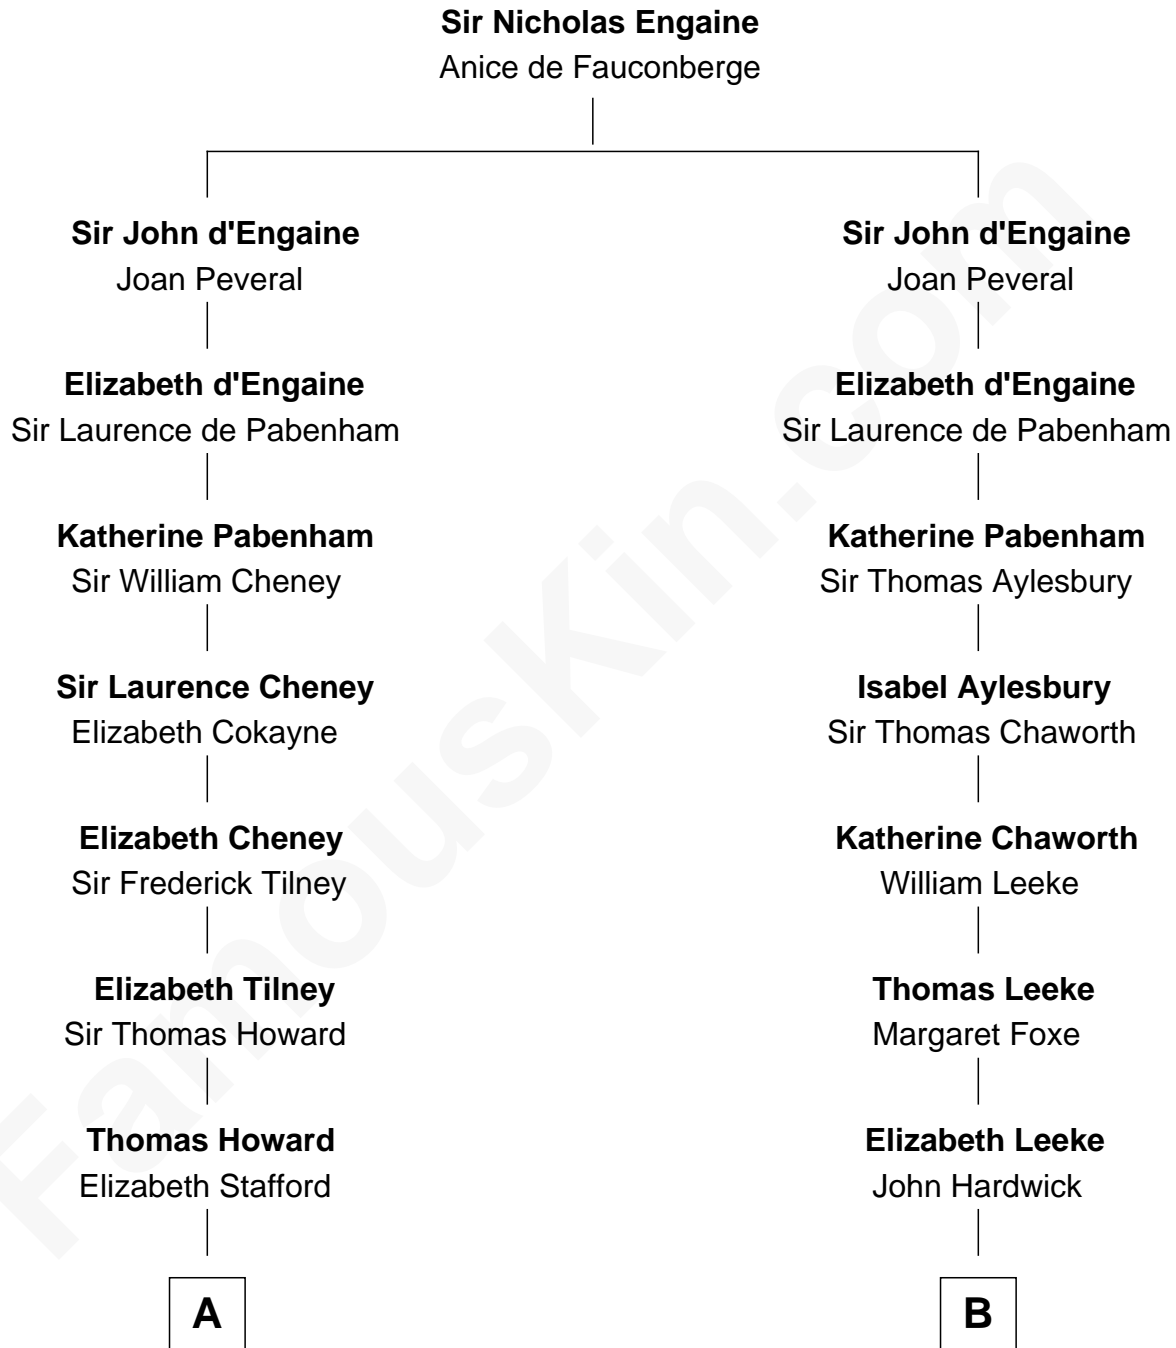 Sir Nicholas Engaine
Anice de Fauconberge
Sir John d'Engaine
Joan Peveral
Sir John d'Engaine
Joan Peveral
Elizabeth d'Engaine
Sir Laurence de Pabenham
Elizabeth d'Engaine
Sir Laurence de Pabenham
Katherine Pabenham
Sir William Cheney
Katherine Pabenham
Sir Thomas Aylesbury
Sir Laurence Cheney
Elizabeth Cokayne
Isabel Aylesbury
Sir Thomas Chaworth
Elizabeth Cheney
Sir Frederick Tilney
Katherine Chaworth
William Leeke
Elizabeth Tilney
Sir Thomas Howard
Thomas Leeke
Margaret Foxe
Thomas Howard
Elizabeth Stafford
Elizabeth Leeke
John Hardwick
A
B
FamousKin.com